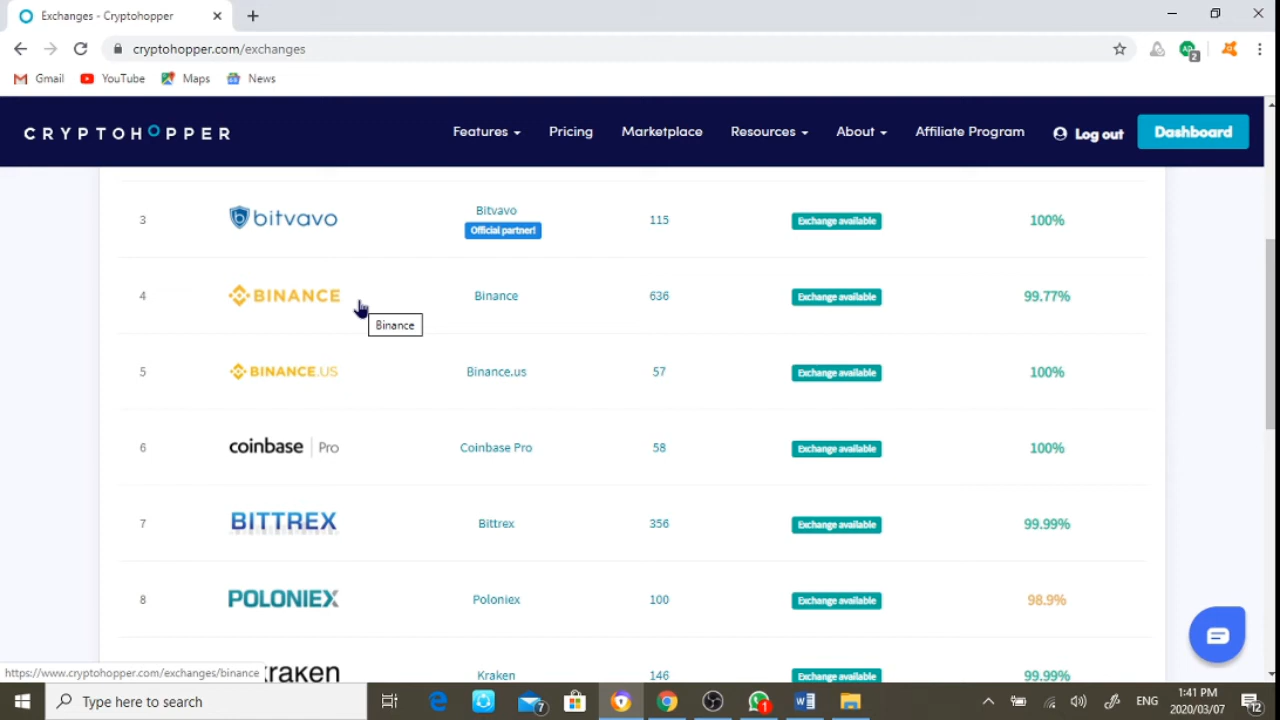 Exchanges - Cryptohopper
cryptohopper.com/exchanges
2
Gmail YouTube Maps News
CRYPTOHOPPER Features Pricing Marketplace Resources About Affiliate Program Log out Dashboard
3 bitvavo Bitvavo 115 Exchange available 100%
Official partner!
4 BINANCE Binance 636 Exchange available 99.77%
Binance
5 BINANCE.US Binance.us 57 Exchange available 100%
6 coinbase Pro Coinbase Pro 58 Exchange available 100%
7 BITTREX Bittrex 356 Exchange available 99.99%
8 POLONIEX Poloniex 100 Exchange available 98.9%
kraken Kraken 146 Exchange available 99.99%
https://www.cryptohopper.com/exchanges/binance
Type here to search 7 1 W ENG 1:41 PM 12
2020/03/07